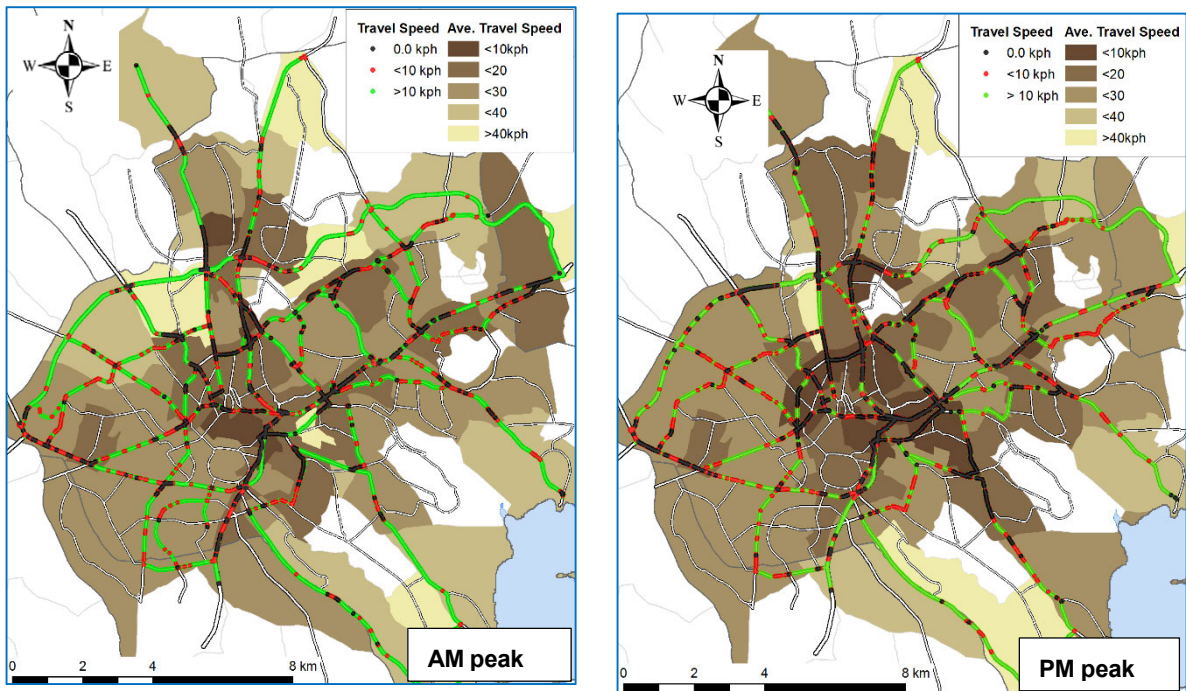 N
W E
S
Travel Speed Ave. Travel Speed
0.0 kph <10kph
<10 kph <20
>10 kph <30
<40
>40kph
AM peak
0 2 4 8 km
N
W E
S
Travel Speed Ave. Travel Speed
0.0 kph <10kph
<10 kph <20
> 10 kph <30
<40
>40kph
PM peak
0 2 4 8 km